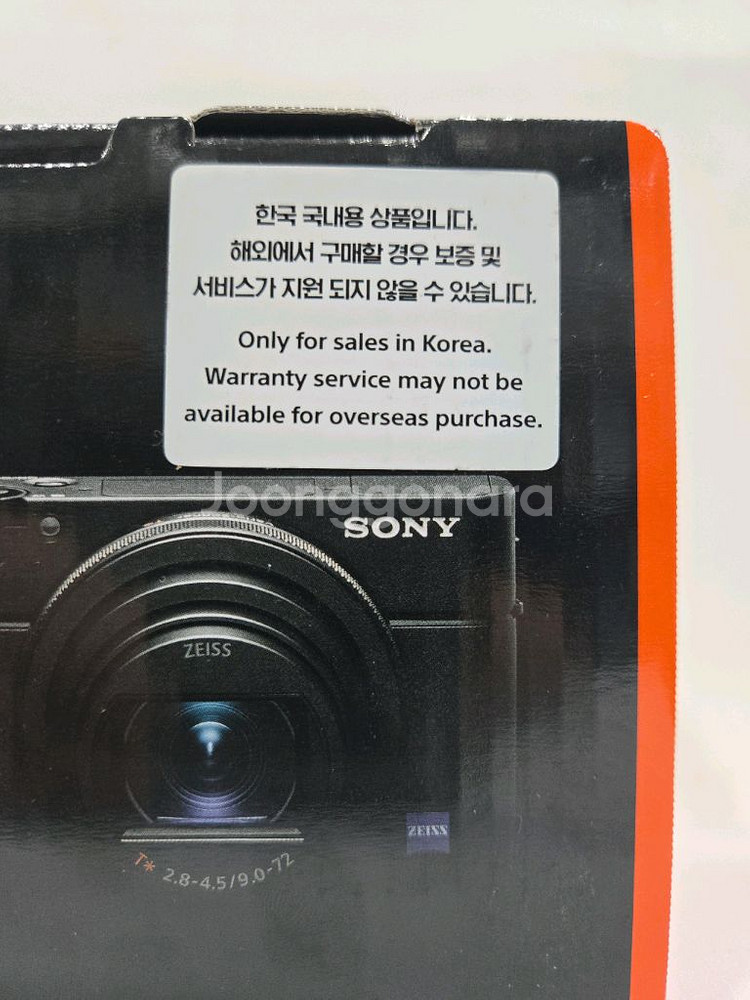 한국 국내용 상품입니다.
해외에서 구매할 경우 보증 및
서비스가 지원 되지 않을 수 있습니다.
Only for sales in Korea.
Warranty service may not be
available for overseas purchase.
Joonggonara
SONY
ZEISS
ZEISS
T* 2.8-4.5/9.0-72